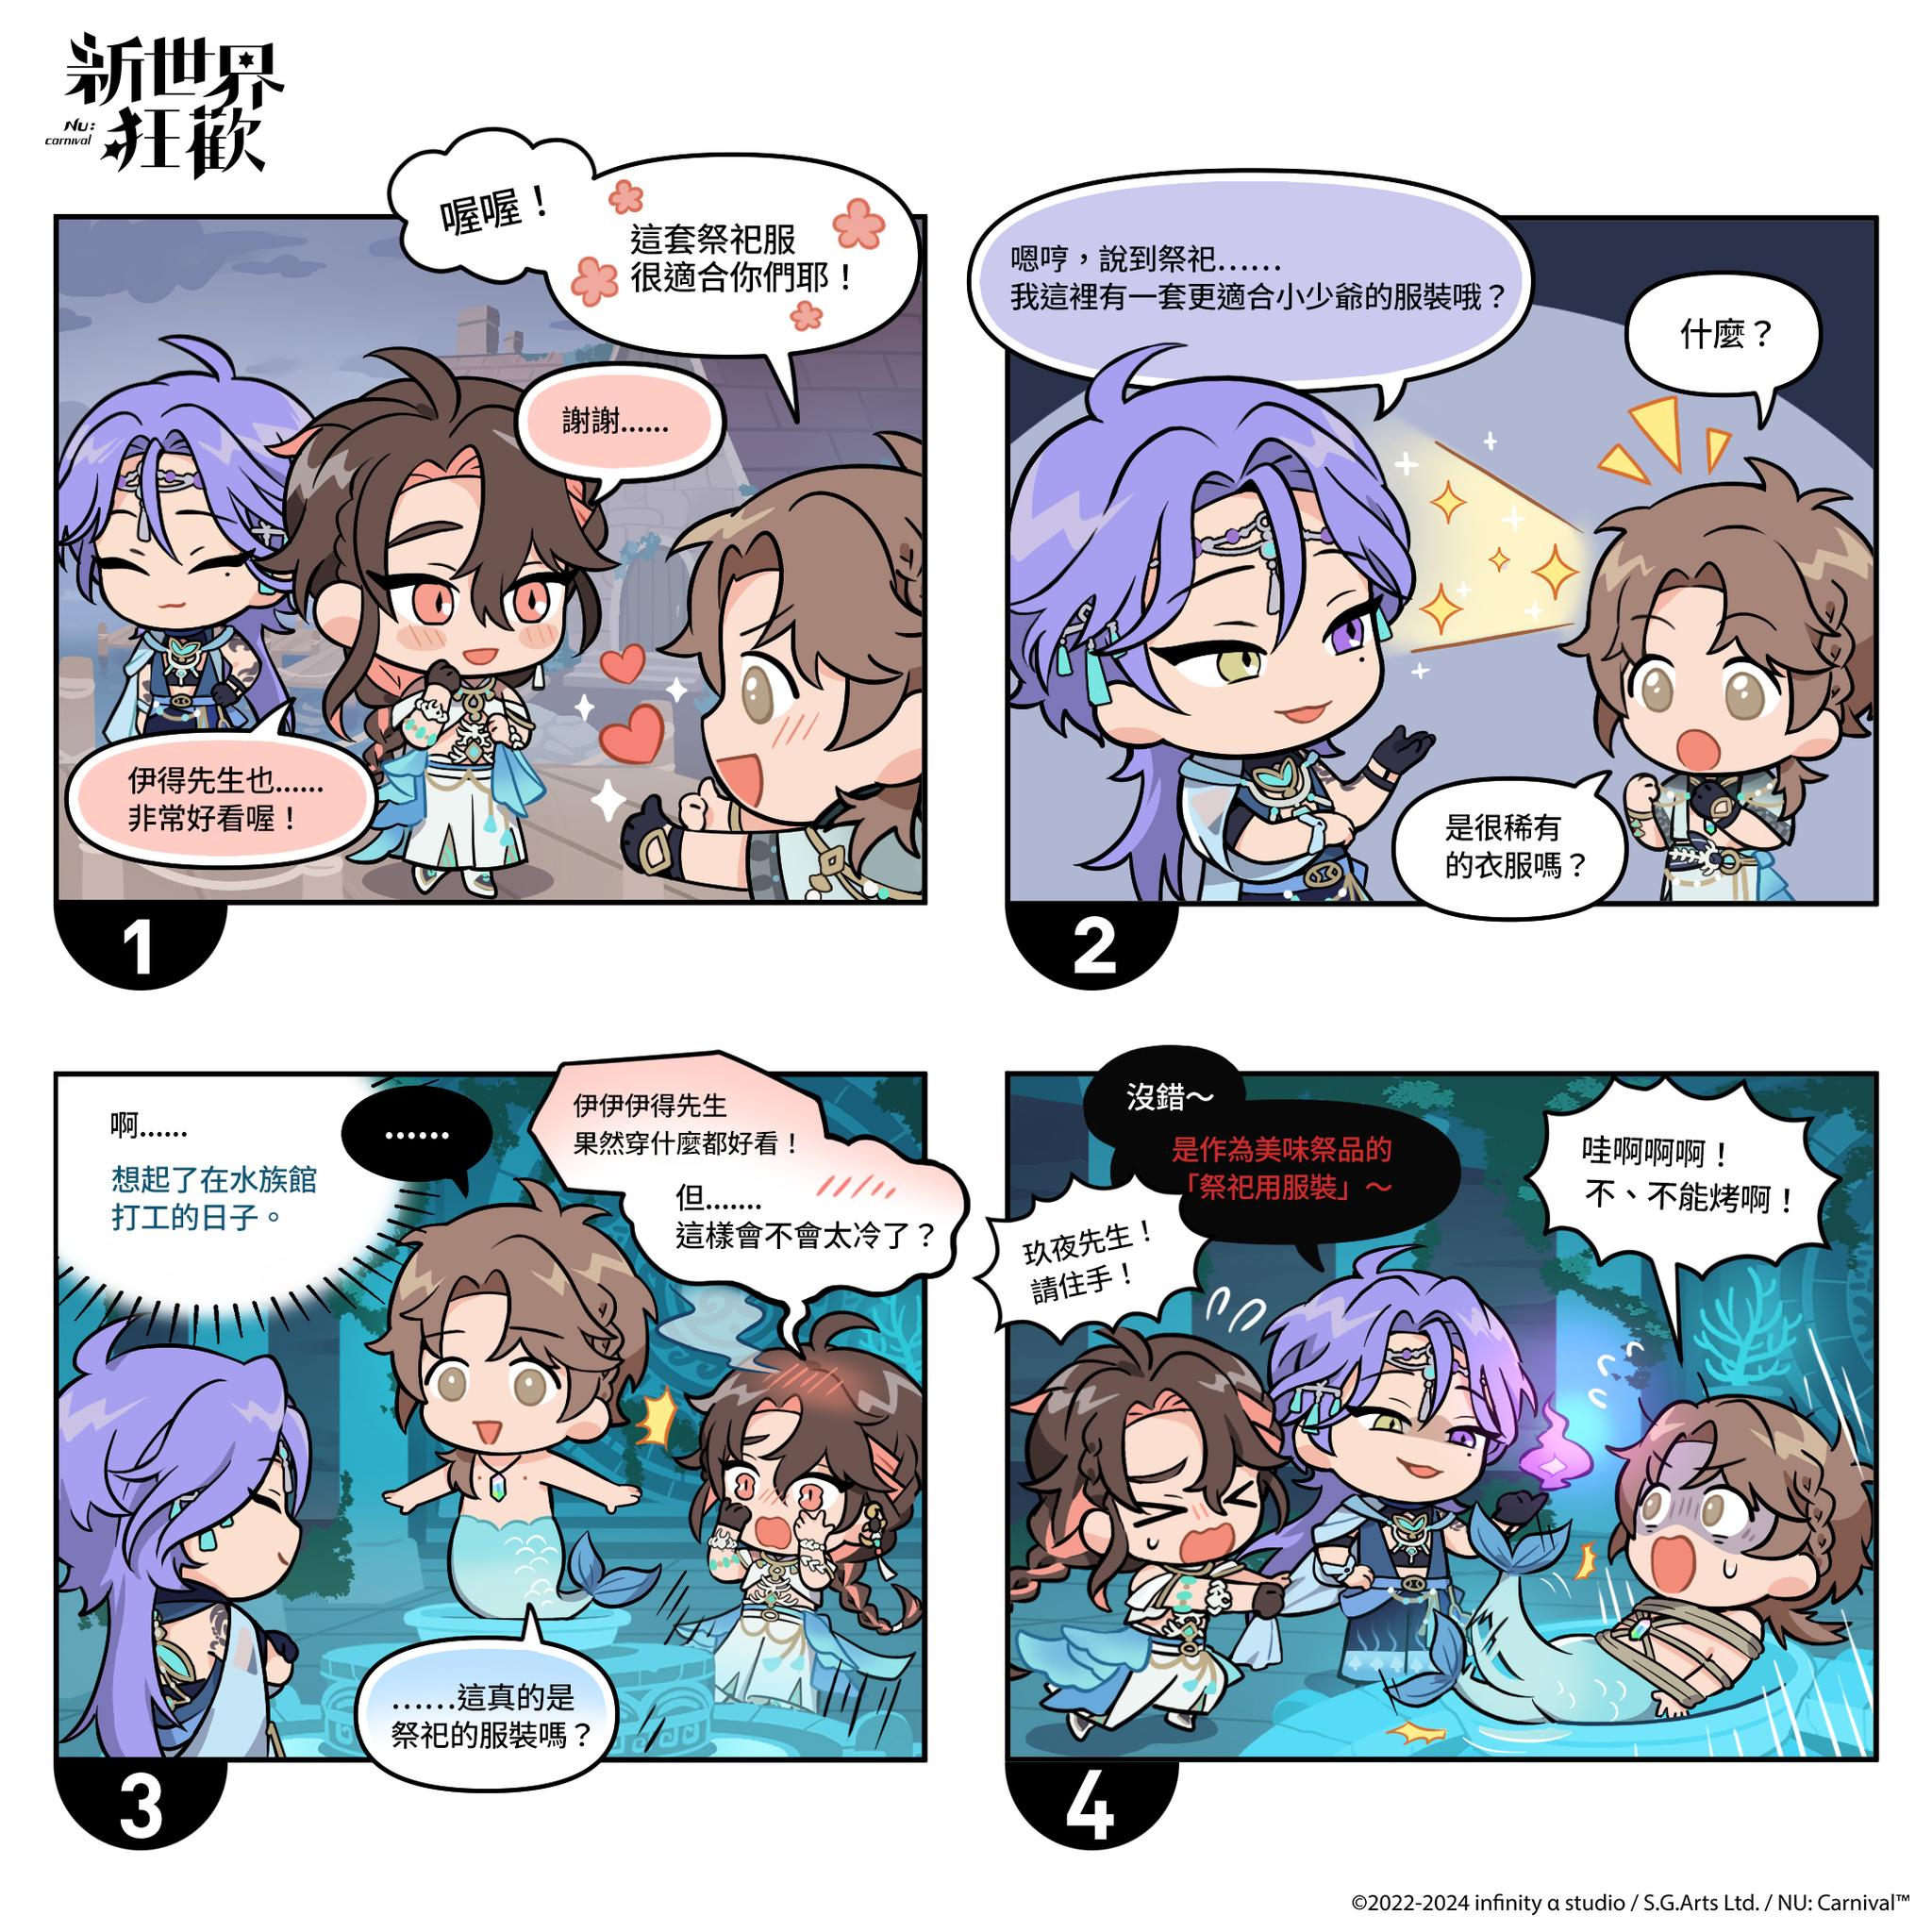 新世界
狂歡
Nu:
carnival
喔喔！
這套祭祀服
很適合你們耶！
謝謝……
伊得先生也……
非常好看喔！
1
嗯哼，說到祭祀……
我這裡有一套更適合小少爺的服裝哦？
什麼？
是很稀有
的衣服嗎？
2
啊……
想起了在水族館
打工的日子。
……
伊伊伊得先生
果然穿什麼都好看！
但…….
這樣會不會太冷了？
……這真的是
祭祀的服裝嗎？
3
沒錯～
是作為美味祭品的
「祭祀用服裝」～
玖夜先生！
請住手！
哇啊啊啊！
不、不能烤啊！
4
©2022-2024 infinity α studio / S.G.Arts Ltd. / NU: Carnival™